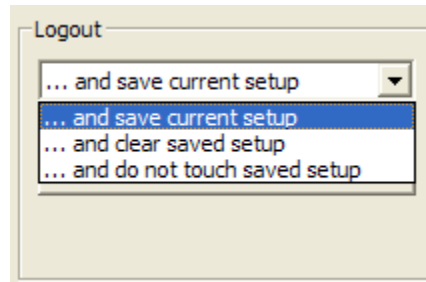 Logout
... and save current setup
... and save current setup
... and clear saved setup
... and do not touch saved setup